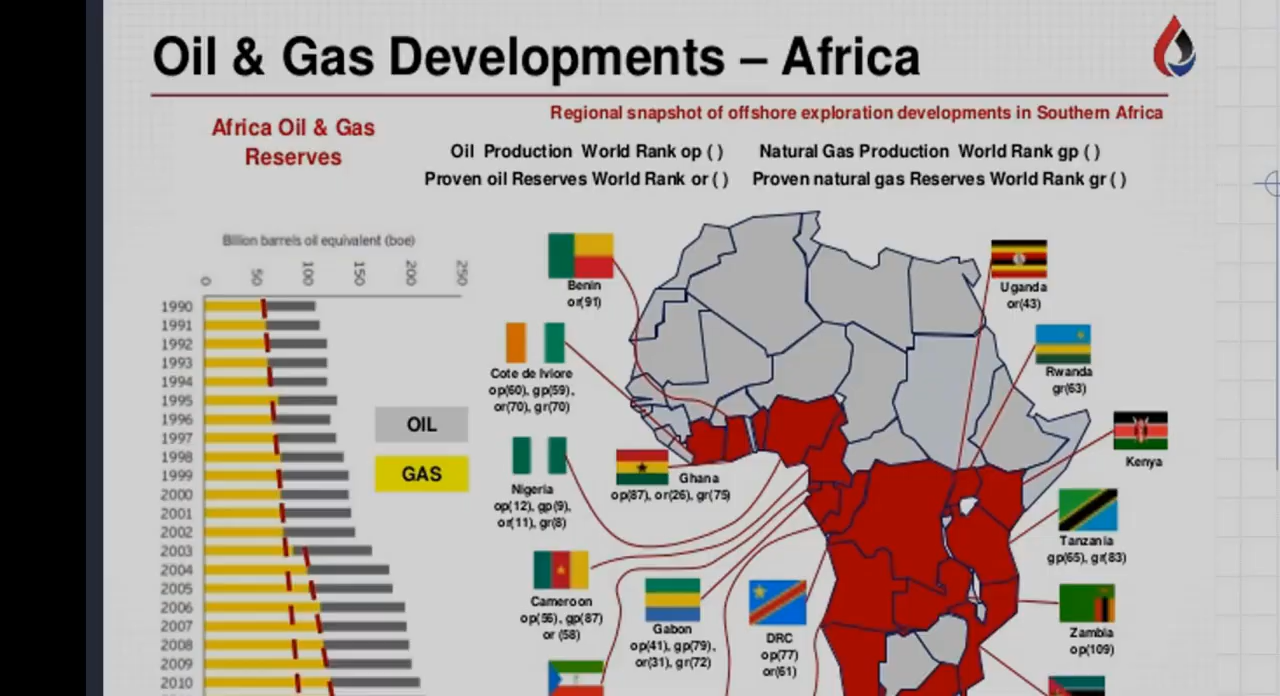 Oil & Gas Developments – Africa
Regional snapshot of offshore exploration developments in Southern Africa
Africa Oil & Gas
Reserves
Oil Production World Rank op ( )
Natural Gas Production World Rank gp ( )
Proven oil Reserves World Rank or ( )
Proven natural gas Reserves World Rank gr ( )
Billion barrels oil equivalent (boe)
0
50
100
150
200
250
1990
1991
1992
1993
1994
1995
1996
1997
1998
1999
2000
2001
2002
2003
2004
2005
2006
2007
2008
2009
2010
OIL
GAS
Benin
or(91)
Cote de Iviore
op(60), gp(59),
or(70), gr(70)
Nigeria
op(12), gp(9),
or(11), gr(8)
Ghana
op(87), or(26), gr(75)
Cameroon
op(56), gp(87)
or (58)
Gabon
op(41), gp(79),
or(31), gr(72)
DRC
op(77)
or(61)
Uganda
or(43)
Rwanda
gr(63)
Kenya
Tanzania
gp(65), gr(83)
Zambia
op(109)